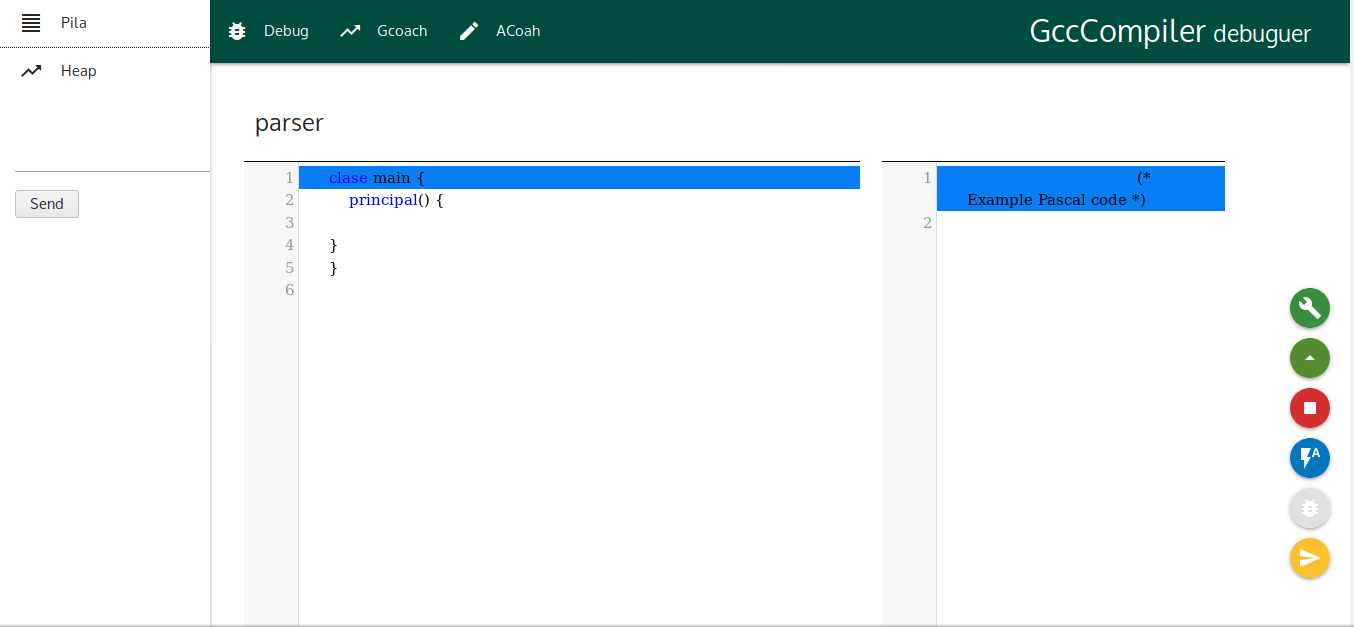 Pila
Heap
Send
Debug
Gcoach
ACoah
GccCompiler debuguer
parser
1 clase main {
2 principal() {
3
4 }
5 }
6
1 (*
Example Pascal code *)
2
A